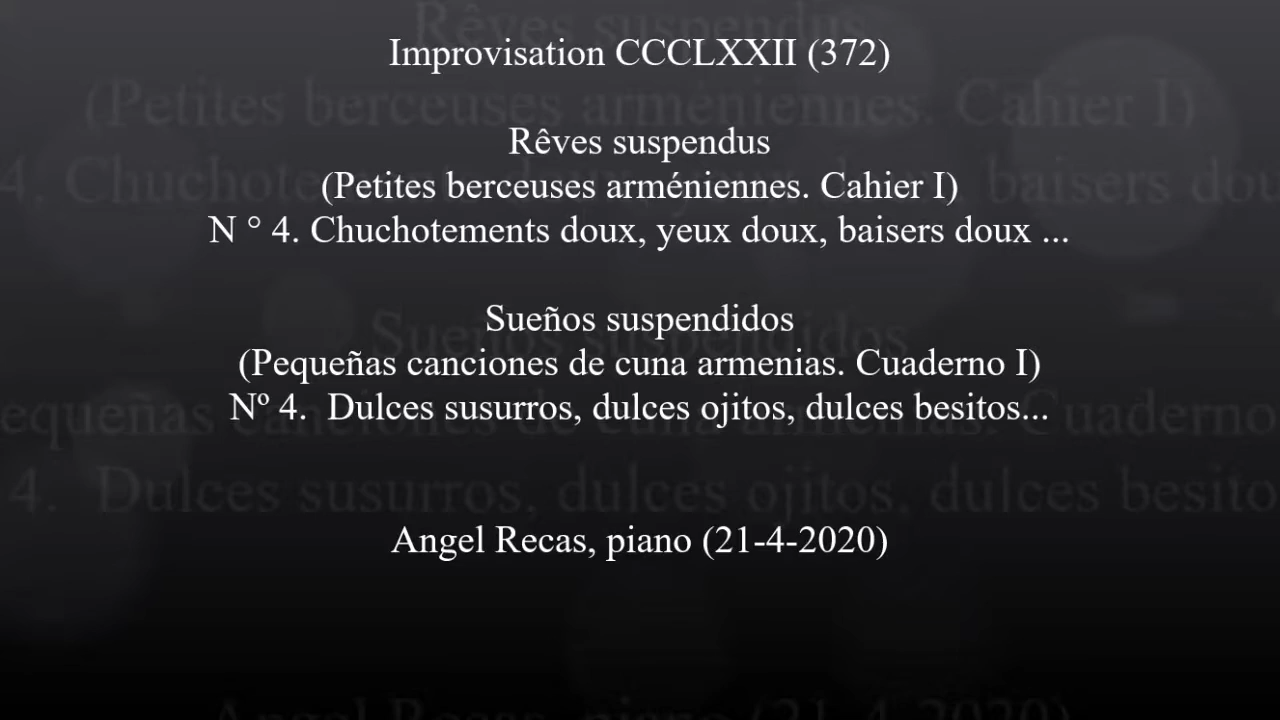 Improvisation CCCLXXII (372)
Rêves suspendus
(Petites berceuses arméniennes. Cahier I)
N ° 4. Chuchotements doux, yeux doux, baisers doux ...
Sueños suspendidos
(Pequeñas canciones de cuna armenias. Cuaderno I)
Nº 4.  Dulces susurros, dulces ojitos, dulces besitos...
Angel Recas, piano (21-4-2020)